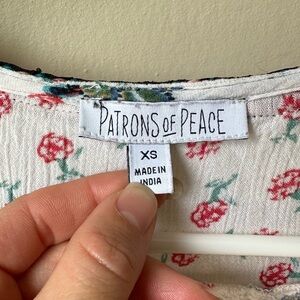 PATRONS OF PEACE
XS
MADE IN
INDIA